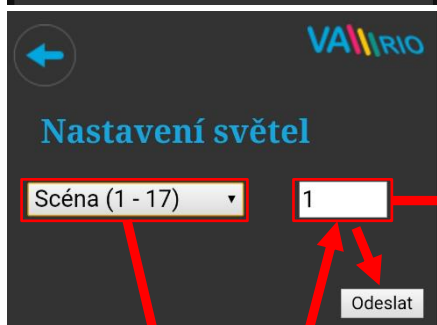 VARIO
Nastavení světel
Scéna (1 - 17) 1
Odeslat